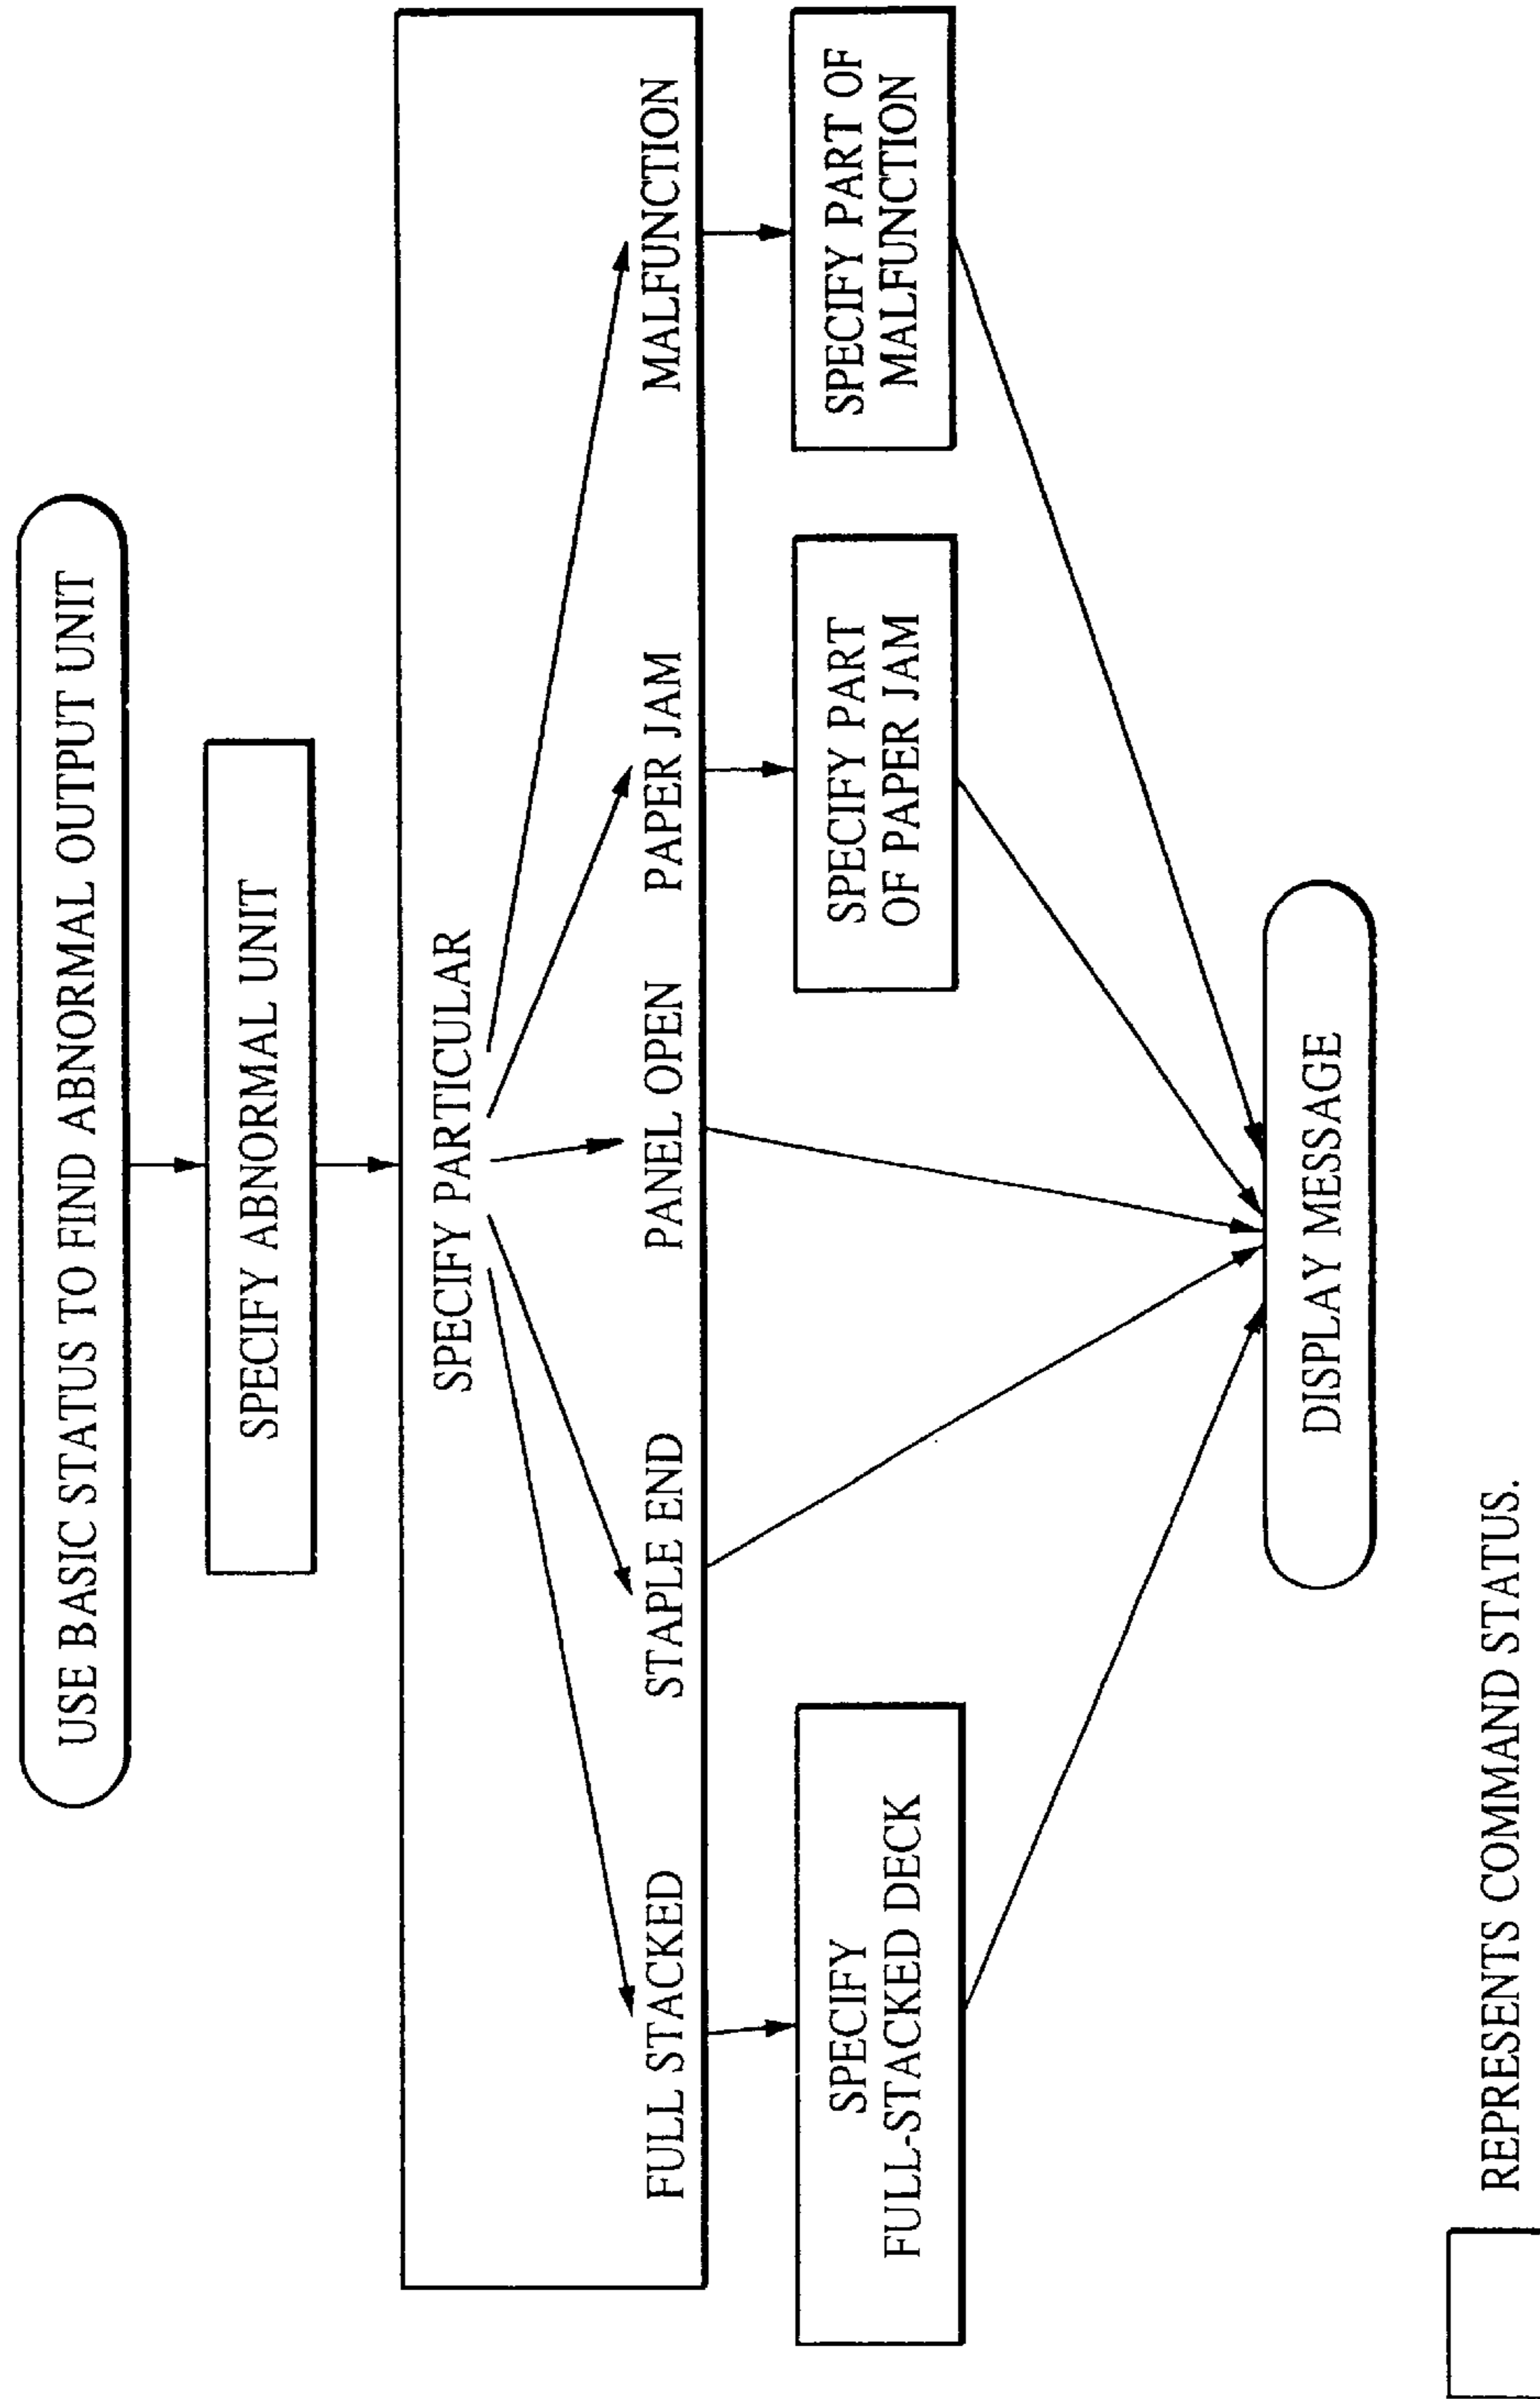 USE BASIC STATUS TO FIND ABNORMAL OUTPUT UNIT
SPECIFY ABNORMAL UNIT
SPECIFY PARTICULAR
FULL STACKED
STAPLE END
PANEL OPEN
PAPER JAM
MALFUNCTION
SPECIFY
FULL-STACKED DECK
SPECIFY PART
OF PAPER JAM
SPECIFY PART OF
MALFUNCTION
DISPLAY MESSAGE
REPRESENTS COMMAND STATUS.